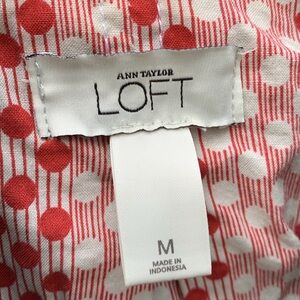 ANN TAYLOR
LOFT
M
MADE IN
INDONESIA